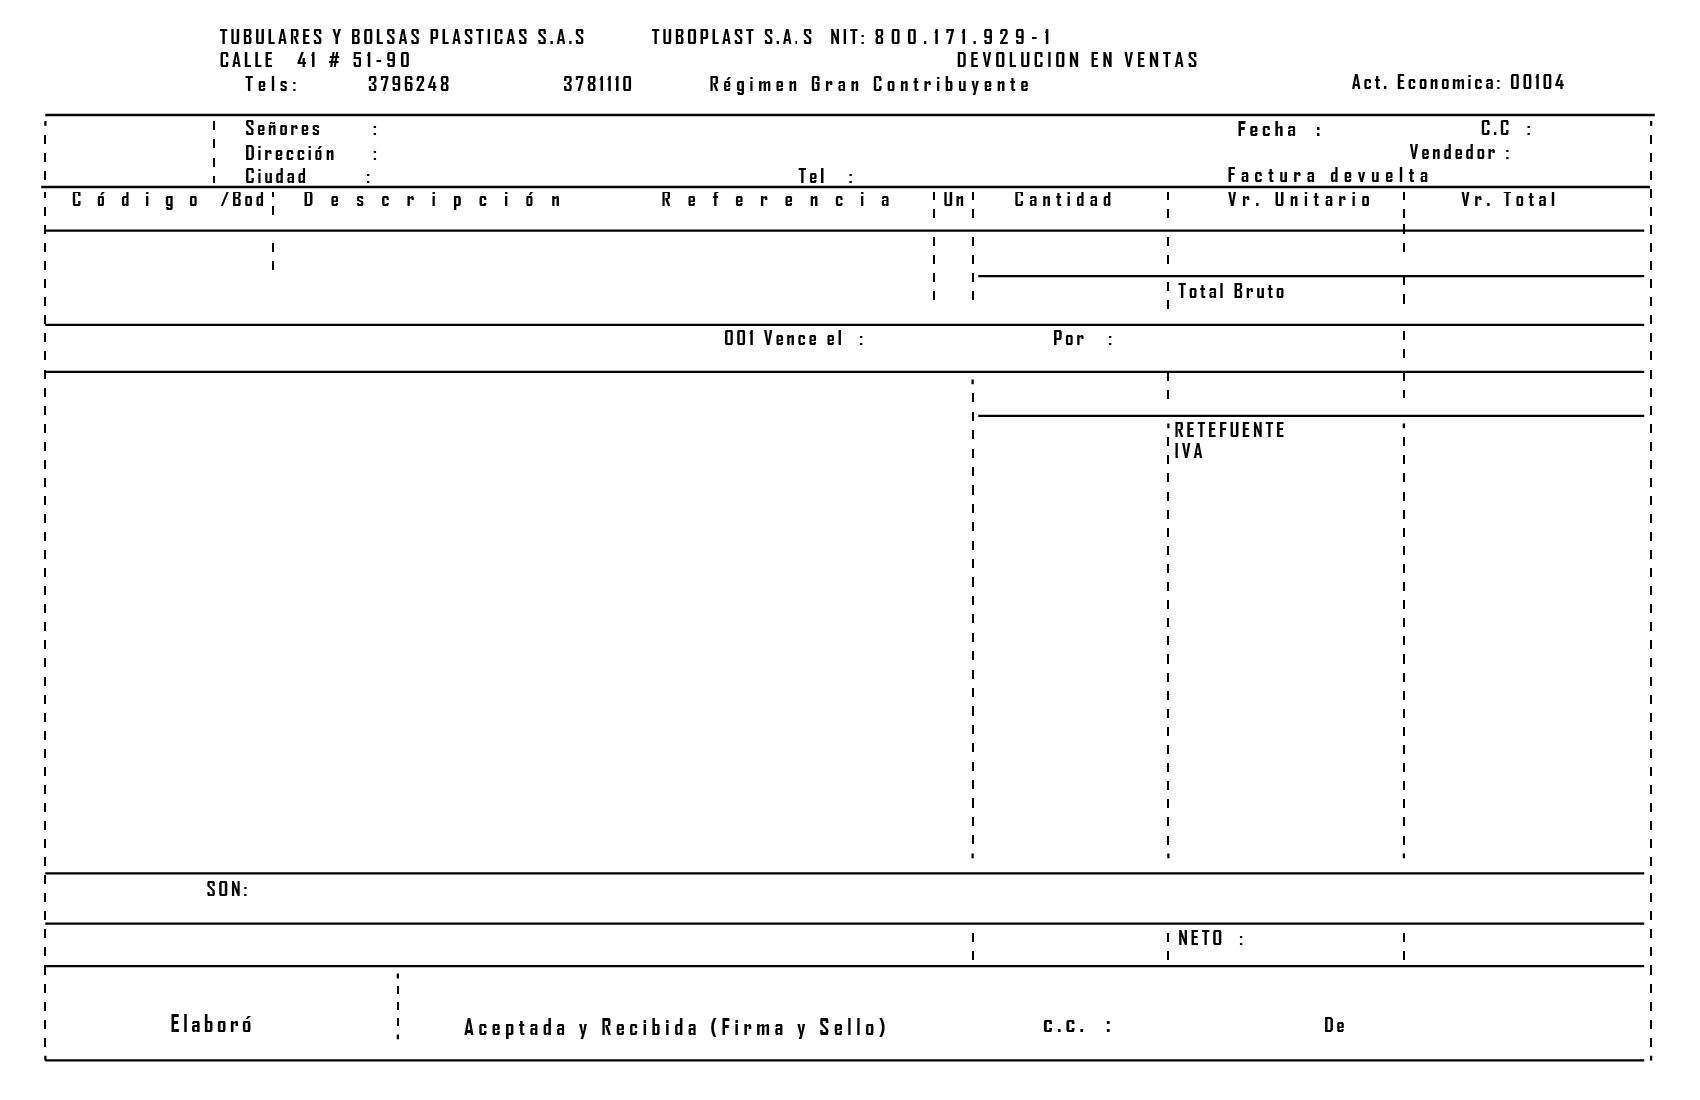 TUBULARES Y BOLSAS PLASTICAS S.A.S TUBOPLAST S.A.S NIT: 800.171.929-1
CALLE 41 # 51-90 DEVOLUCION EN VENTAS
Tels: 3796248 3781110 Régimen Gran Contribuyente Act. Economica: 00104
Señores : Fecha : C.C :
Dirección : Vendedor :
Ciudad : Tel : Factura devuelta
Código /Bod Descripción Referencia Un Cantidad Vr. Unitario Vr. Total
Total Bruto
001 Vence el : Por :
RETEFUENTE
IVA
SON:
NETO :
Elaboró Aceptada y Recibida (Firma y Sello) c.c. : De